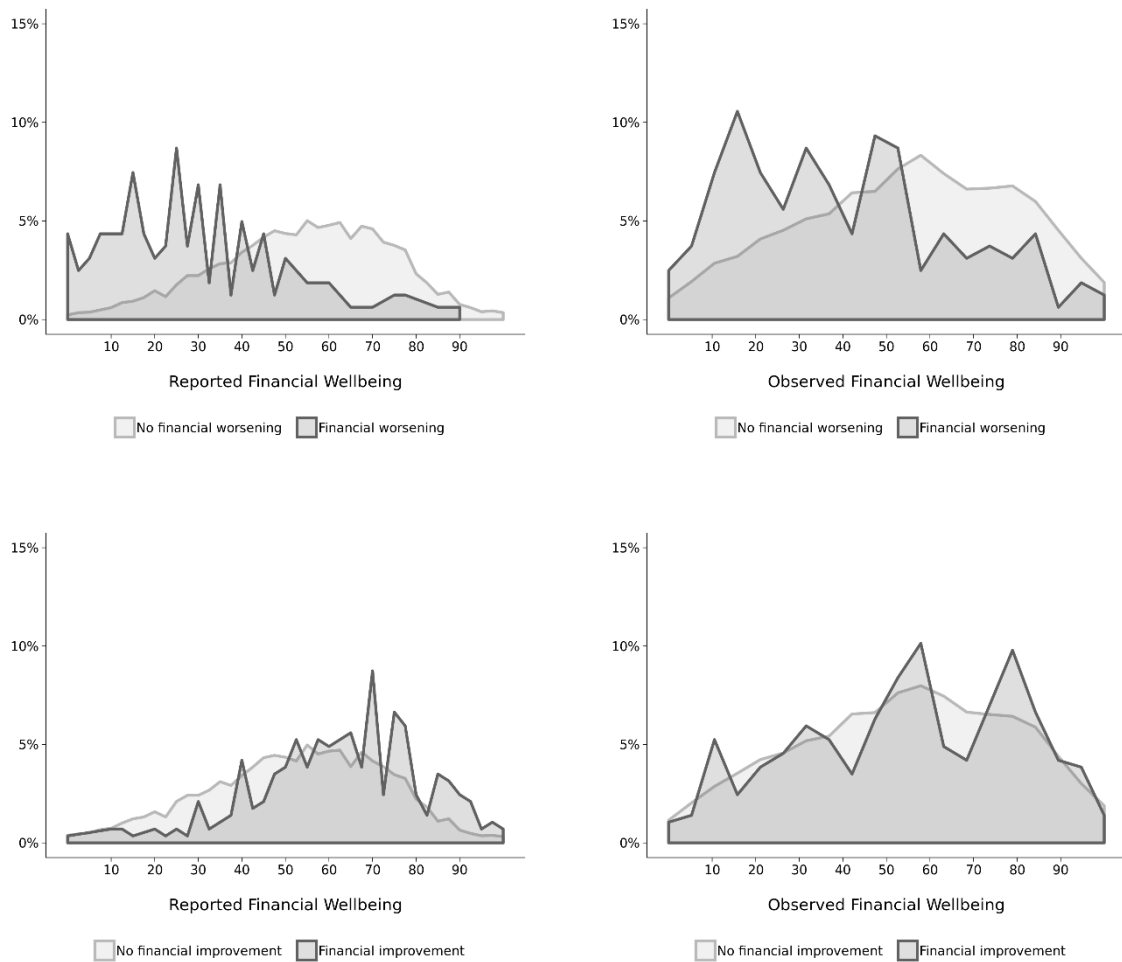 15%
10%
5%
0%
10 20 30 40 50 60 70 80 90
Reported Financial Wellbeing
No financial worsening Financial worsening
15%
10%
5%
0%
10 20 30 40 50 60 70 80 90
Observed Financial Wellbeing
No financial worsening Financial worsening
15%
10%
5%
0%
10 20 30 40 50 60 70 80 90
Reported Financial Wellbeing
No financial improvement Financial improvement
15%
10%
5%
0%
10 20 30 40 50 60 70 80 90
Observed Financial Wellbeing
No financial improvement Financial improvement